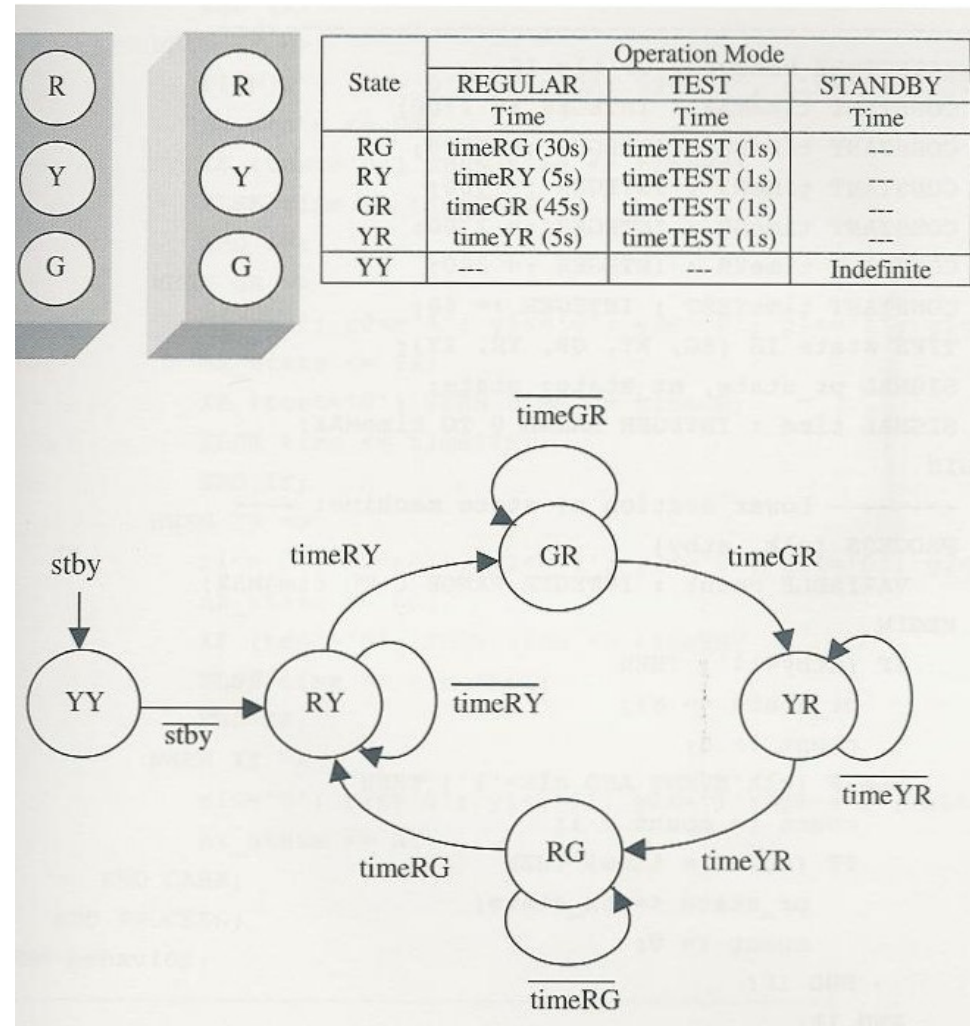 R
Y
G
R
Y
G
Operation Mode
State REGULAR TEST STANDBY
Time Time Time
RG timeRG (30s) timeTEST (1s) ---
RY timeRY (5s) timeTEST (1s) ---
GR timeGR (45s) timeTEST (1s) ---
YR timeYR (5s) timeTEST (1s) ---
YY --- --- Indefinite
timeGR
timeRY
GR
timeGR
stby
YY
stby
RY
timeRY
YR
timeYR
timeRG
RG
timeYR
timeRG